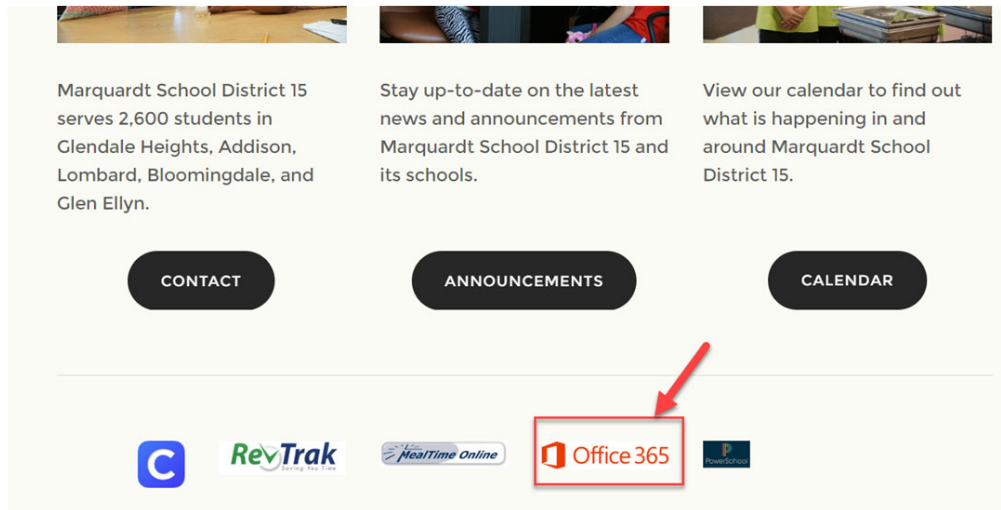 Marquardt School District 15
serves 2,600 students in
Glendale Heights, Addison,
Lombard, Bloomingdale, and
Glen Ellyn.
Stay up-to-date on the latest
news and announcements from
Marquardt School District 15 and
its schools.
View our calendar to find out
what is happening in and
around Marquardt School
District 15.
CONTACT
ANNOUNCEMENTS
CALENDAR
C
RevTrak
Saving You Time
MealTime Online
Office 365
P
PowerSchool